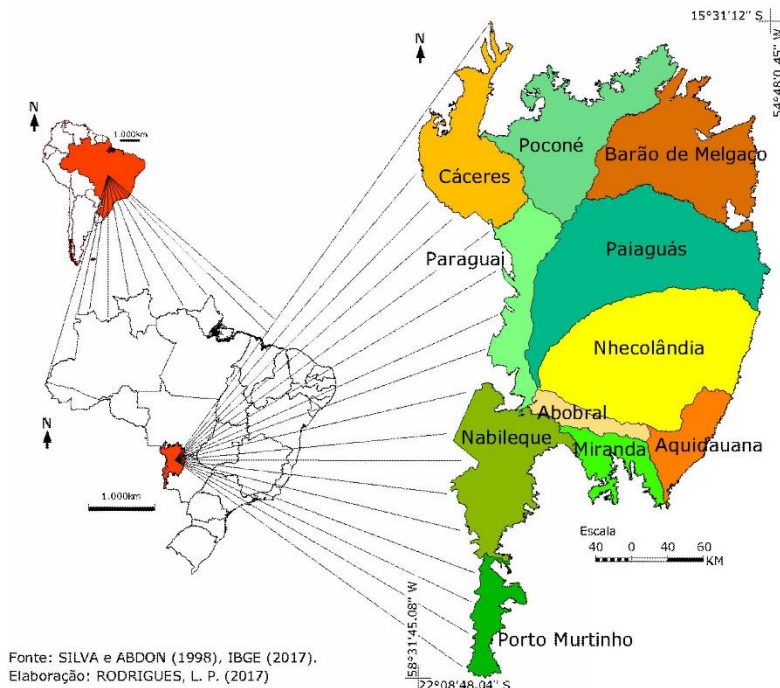 15°31'12'' S
54°48'0.45'' W
N
N
1.000km
Poconé
Barão de Melgaço
Cáceres
Paraguai
Paiaguás
Nhecolândia
N
Abobral
Nabileque
Miranda
Aquidauana
1.000km
Escala
40 0 40 60
KM
58°31'45.08'' W
Porto Murtinho
Fonte: SILVA e ABDON (1998), IBGE (2017).
Elaboração: RODRIGUES, L. P. (2017)
22°08'48.04'' S